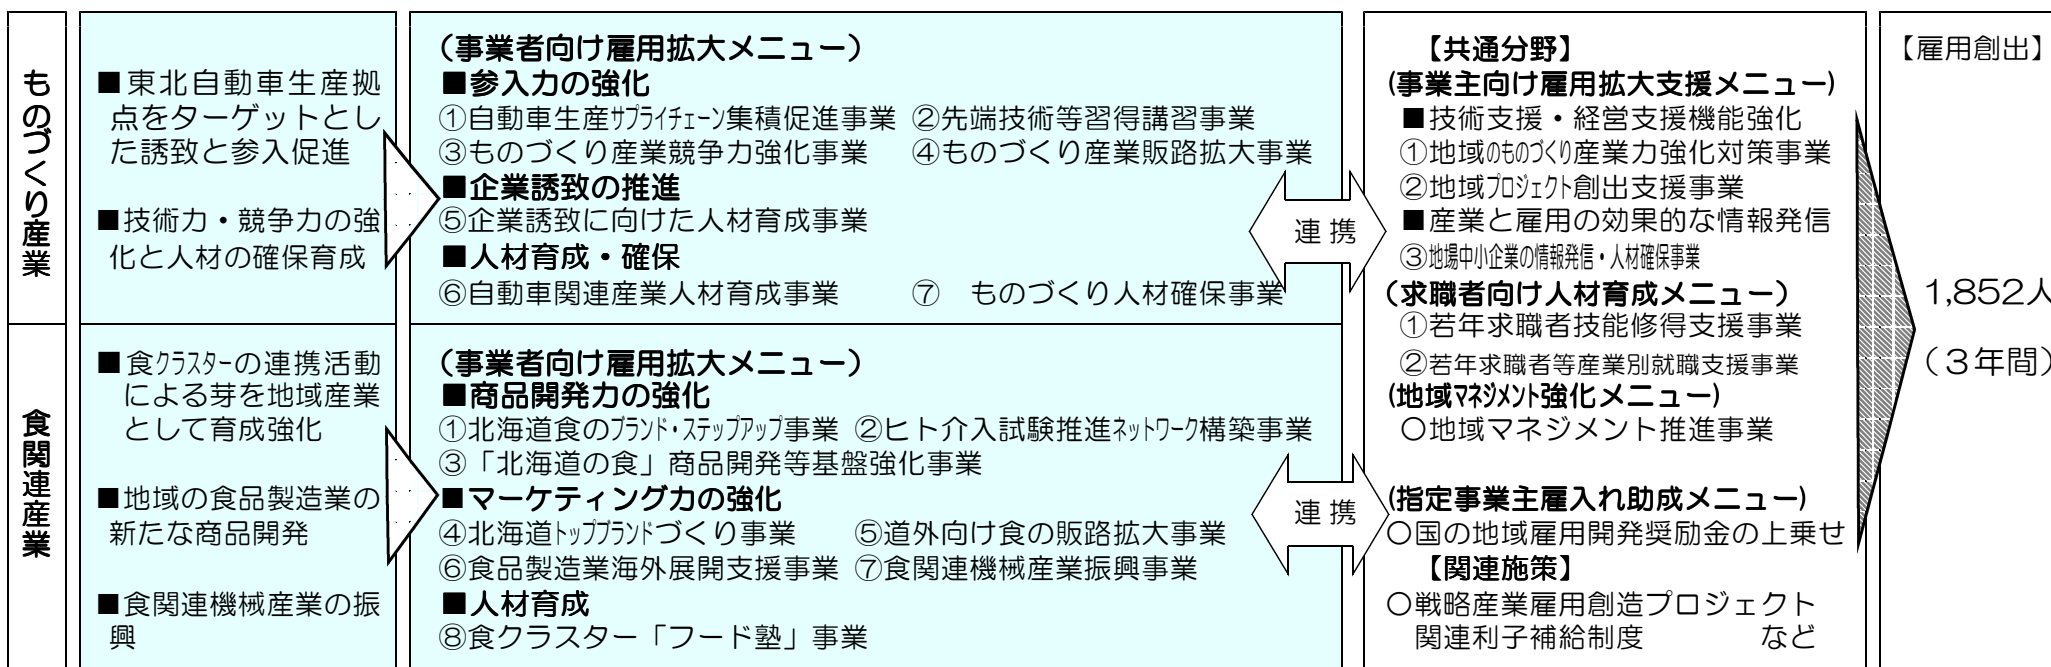 ものづくり産業
■東北自動車生産拠
点をターゲットとし
た誘致と参入促進
■技術力・競争力の強
化と人材の確保育成
（事業者向け雇用拡大メニュー）
■参入力の強化
①自動車生産サプライチェーン集積促進事業 ②先端技術等習得講習事業
③ものづくり産業競争力強化事業 ④ものづくり産業販路拡大事業
■企業誘致の推進
⑤企業誘致に向けた人材育成事業
■人材育成・確保
⑥自動車関連産業人材育成事業 ⑦ ものづくり人材確保事業
連携
食関連産業
■食クラスターの連携活動
による芽を地域産業
として育成強化
■地域の食品製造業の
新たな商品開発
■食関連機械産業の振
興
（事業者向け雇用拡大メニュー）
■商品開発力の強化
①北海道食のブランド・ステップアップ事業 ②ヒト介入試験推進ネットワーク構築事業
③「北海道の食」商品開発等基盤強化事業
■マーケティング力の強化
④北海道トップブランドづくり事業 ⑤道外向け食の販路拡大事業
⑥食品製造業海外展開支援事業 ⑦食関連機械産業振興事業
■人材育成
⑧食クラスター「フード塾」事業
連携
【共通分野】
(事業主向け雇用拡大支援メニュー)
■技術支援・経営支援機能強化
①地域のものづくり産業力強化対策事業
②地域プロジェクト創出支援事業
■産業と雇用の効果的な情報発信
③地場中小企業の情報発信・人材確保事業
（求職者向け人材育成メニュー）
①若年求職者技能修得支援事業
②若年求職者等産業別就職支援事業
(地域マネジメント強化メニュー)
〇地域マネジメント推進事業
(指定事業主雇入れ助成メニュー)
〇国の地域雇用開発奨励金の上乗せ
【関連施策】
〇戦略産業雇用創造プロジェクト
関連利子補給制度 など
【雇用創出】
1,852人
（３年間）